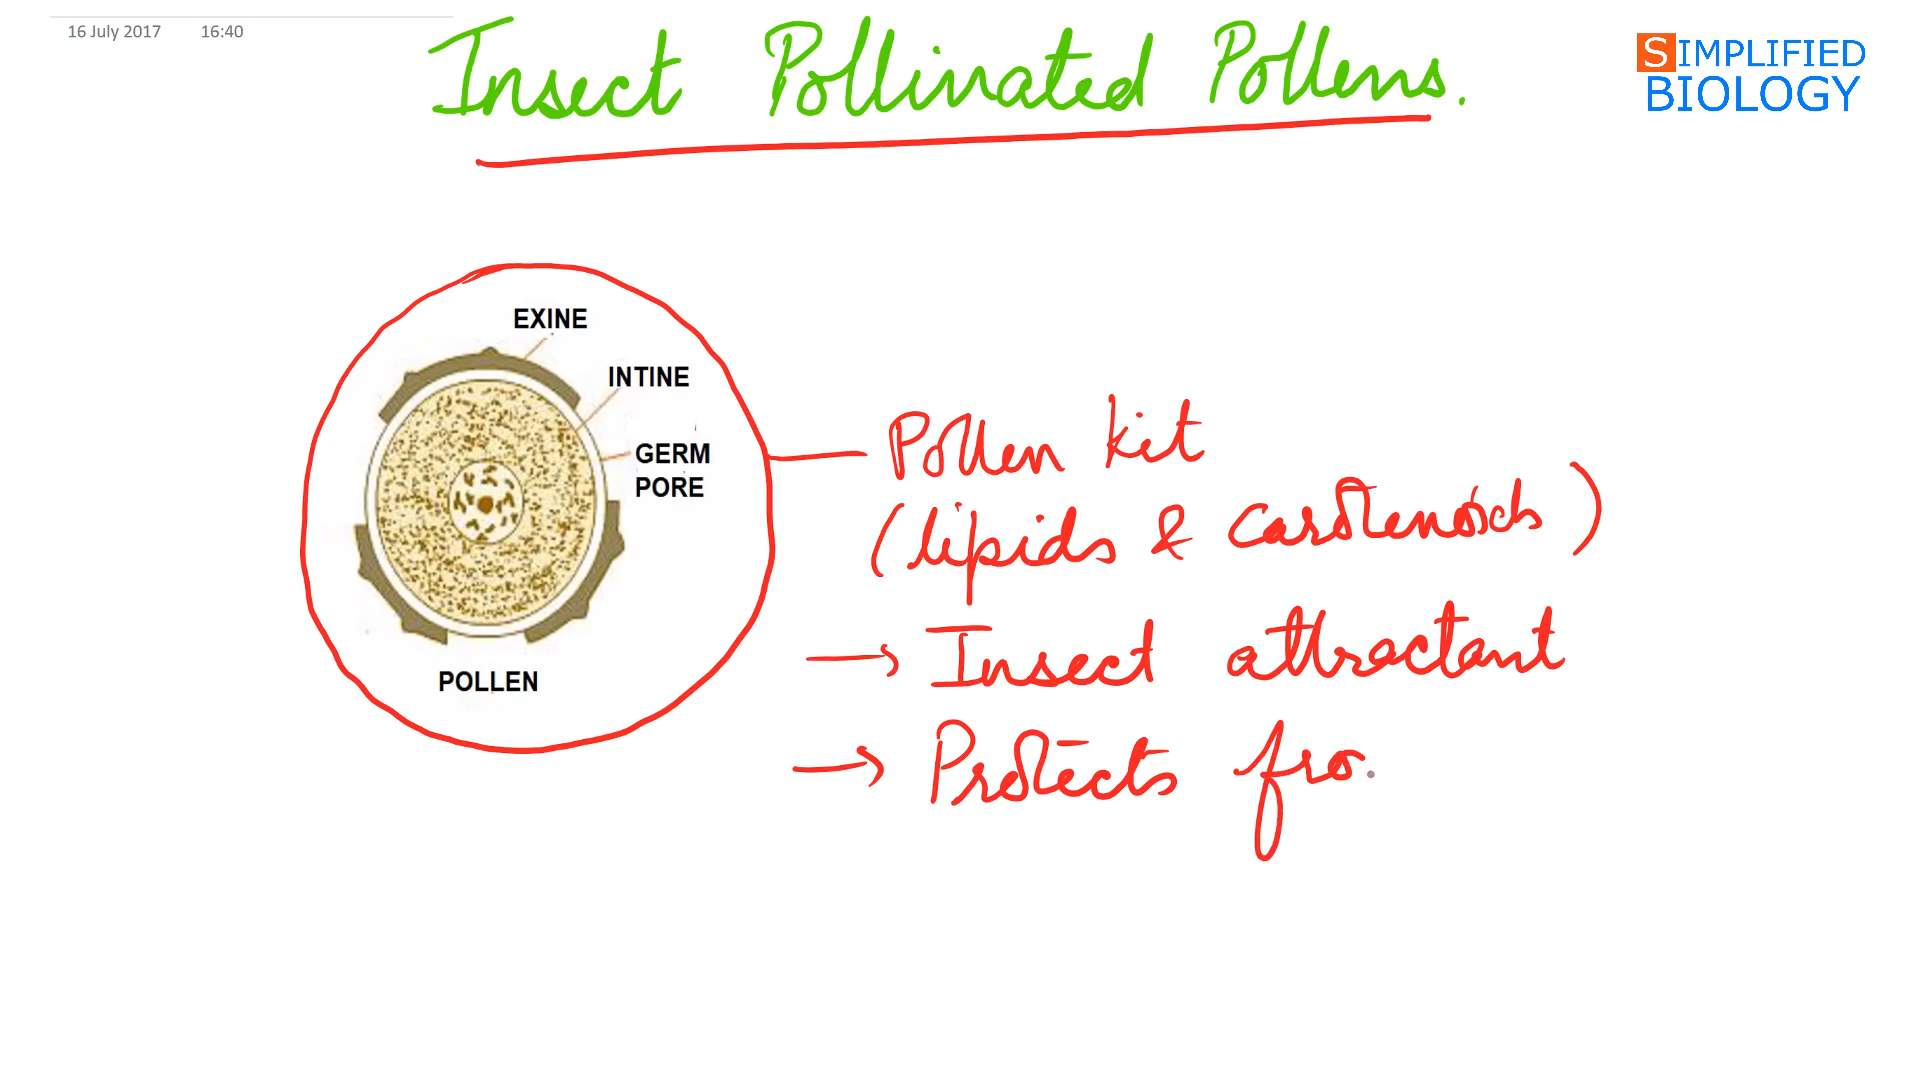 16 July 2017 16:40
Insect Pollinated Pollens.
SIMPLIFIED
BIOLOGY
EXINE
INTINE
GERM
PORE
POLLEN
Pollen kit
(lipids & carotenoids)
→ Insect attractant
→ Protects fro